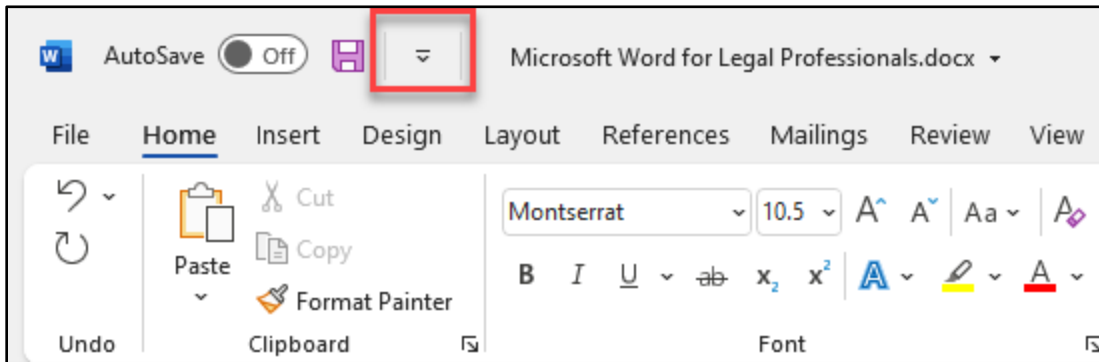 W AutoSave Off Microsoft Word for Legal Professionals.docx
File Home Insert Design Layout References Mailings Review View
Cut
Copy
Paste
Format Painter
Montserrat 10.5 A A Aa A
B I U ab x₂ x² A A
Undo Clipboard Font